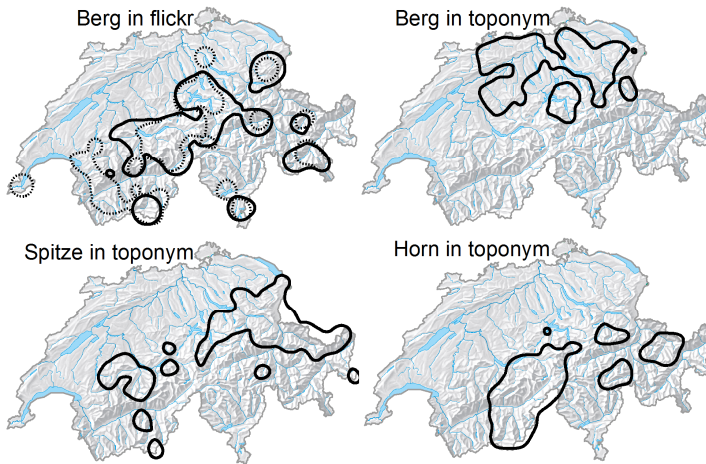 Berg in flickr
Berg in toponym
Spitze in toponym
Horn in toponym